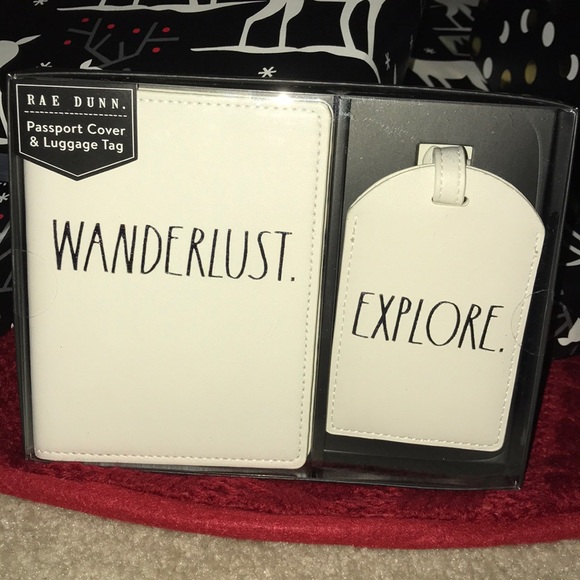 RAE DUNN.
Passport Cover
& Luggage Tag
WANDERLUST.
EXPLORE.